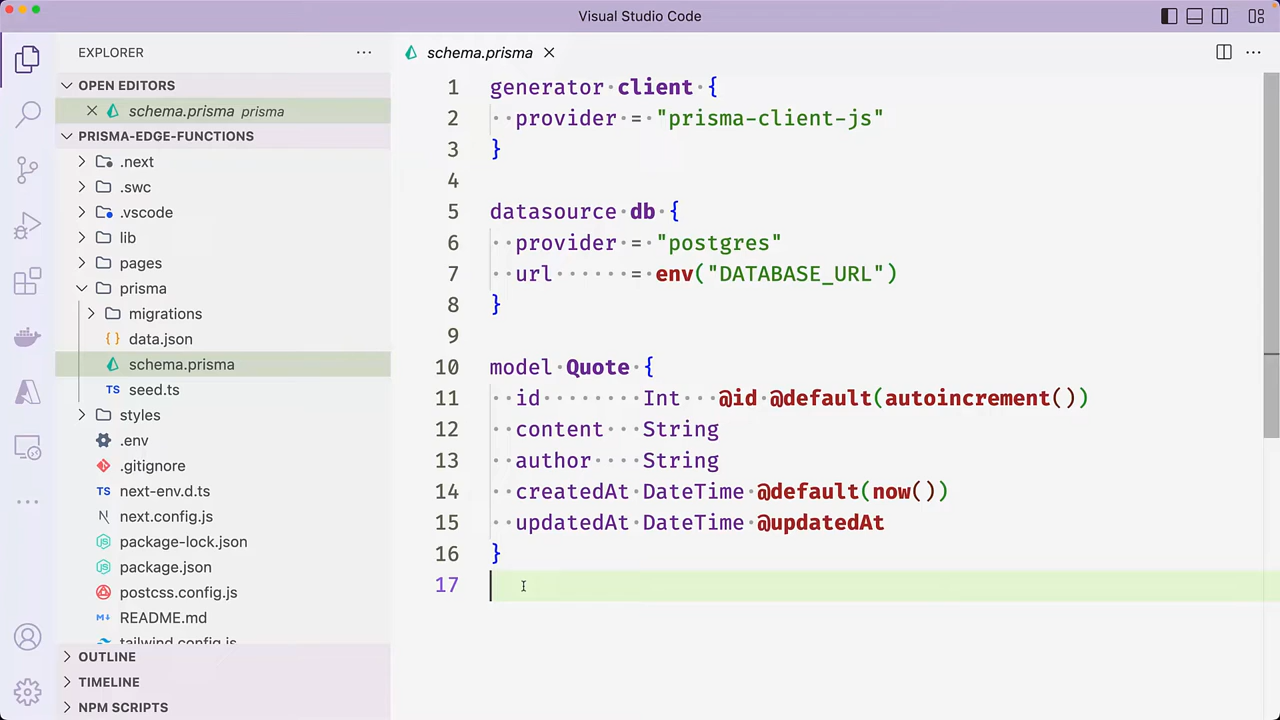 Visual Studio Code
EXPLORER
OPEN EDITORS
schema.prisma prisma
PRISMA-EDGE-FUNCTIONS
.next
.swc
.vscode
lib
pages
prisma
migrations
{} data.json
schema.prisma
TS seed.ts
styles
.env
.gitignore
TS next-env.d.ts
next.config.js
package-lock.json
package.json
postcss.config.js
README.md
tailwind.config.js
OUTLINE
TIMELINE
NPM SCRIPTS
schema.prisma
1 generator client {
2   provider = "prisma-client-js"
3 }
4
5 datasource db {
6   provider = "postgres"
7   url      = env("DATABASE_URL")
8 }
9
10 model Quote {
11   id        Int   @id @default(autoincrement())
12   content   String
13   author    String
14   createdAt DateTime @default(now())
15   updatedAt DateTime @updatedAt
16 }
17